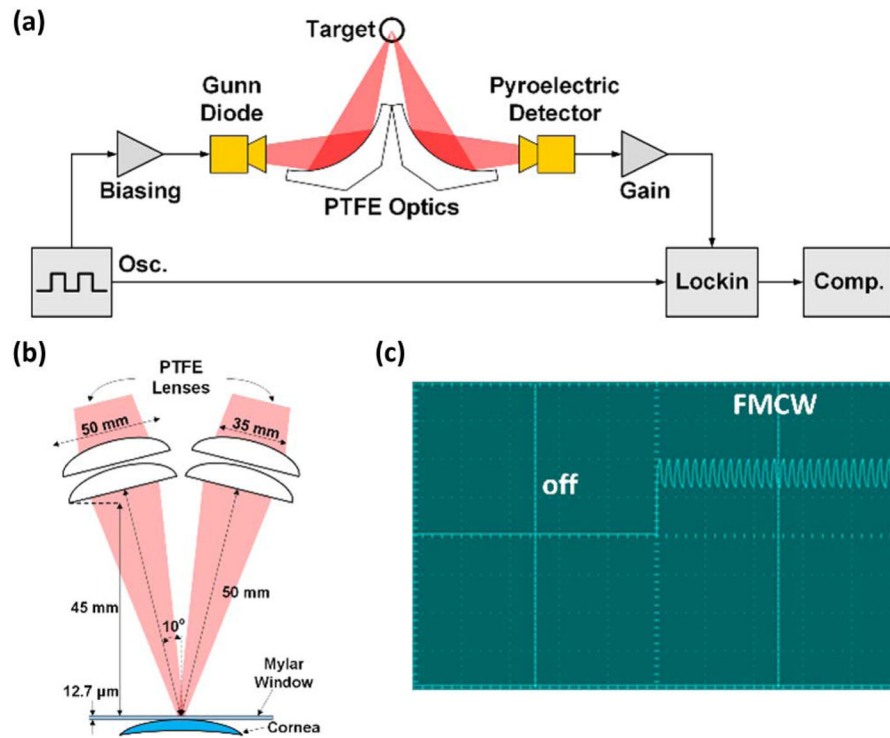 (a)
Target
Gunn
Diode
Pyroelectric
Detector
Biasing
PTFE Optics
Gain
Osc.
Lockin
Comp.
(b)
PTFE
Lenses
50 mm
35 mm
45 mm
50 mm
10°
12.7 µm
Mylar
Window
Cornea
(c)
FMCW
off